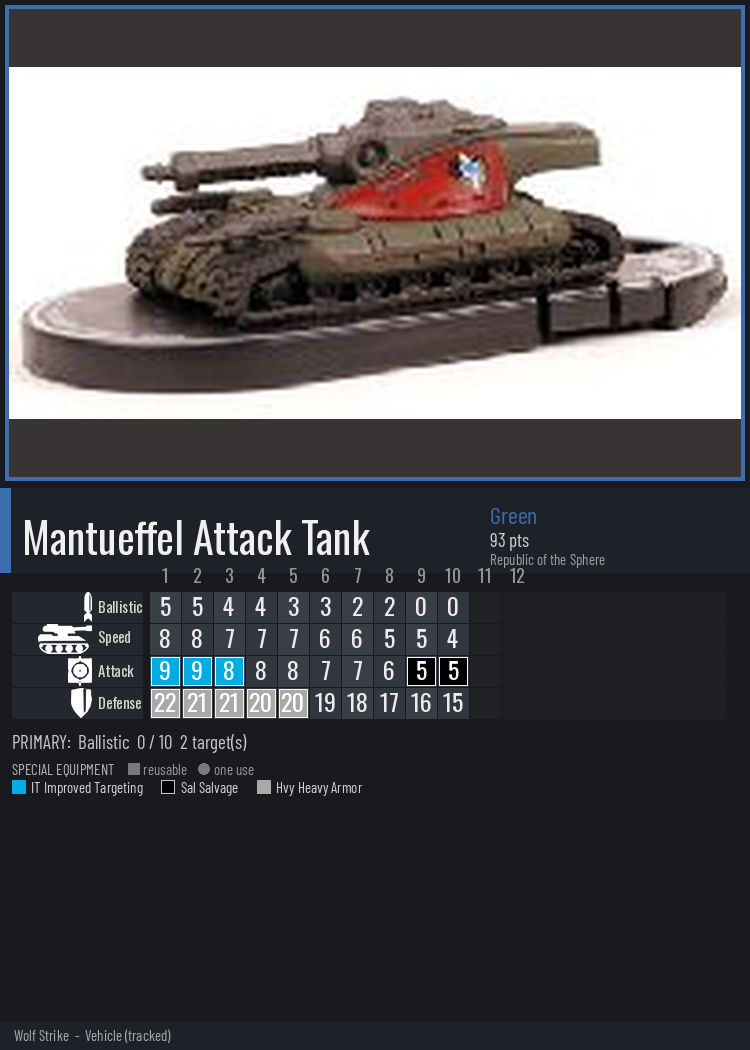 Mantueffel Attack Tank
Green
93 pts
Republic of the Sphere
1 2 3 4 5 6 7 8 9 10 11 12
Ballistic 5 5 4 4 3 3 2 2 0 0
Speed 8 8 7 7 7 6 6 5 5 4
Attack 9 9 8 8 8 7 7 6 5 5
Defense 22 21 21 20 20 19 18 17 16 15
PRIMARY: Ballistic 0 / 10 2 target(s)
SPECIAL EQUIPMENT reusable one use
IT Improved Targeting Sal Salvage Hvy Heavy Armor
Wolf Strike - Vehicle (tracked)